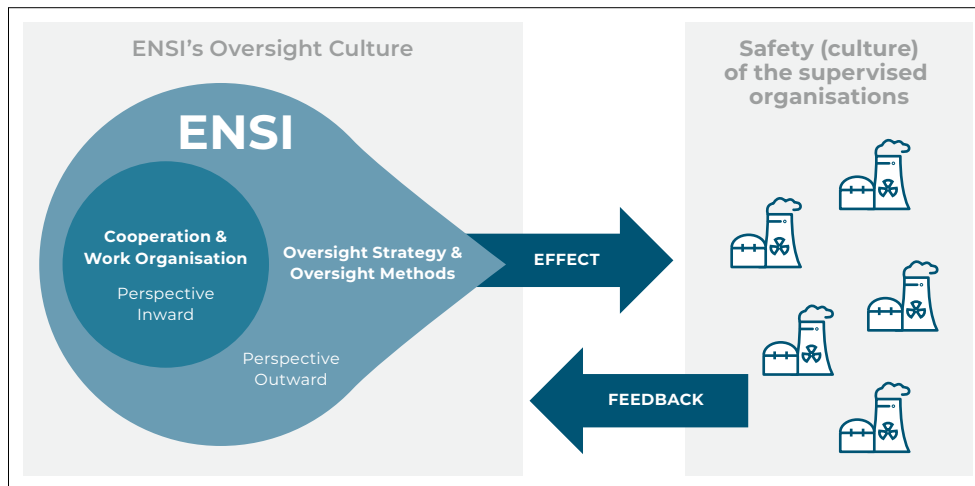 ENSI's Oversight Culture
ENSI
Cooperation &
Work Organisation
Perspective
Inward
Oversight Strategy &
Oversight Methods
Perspective
Outward
EFFECT
FEEDBACK
Safety (culture)
of the supervised
organisations